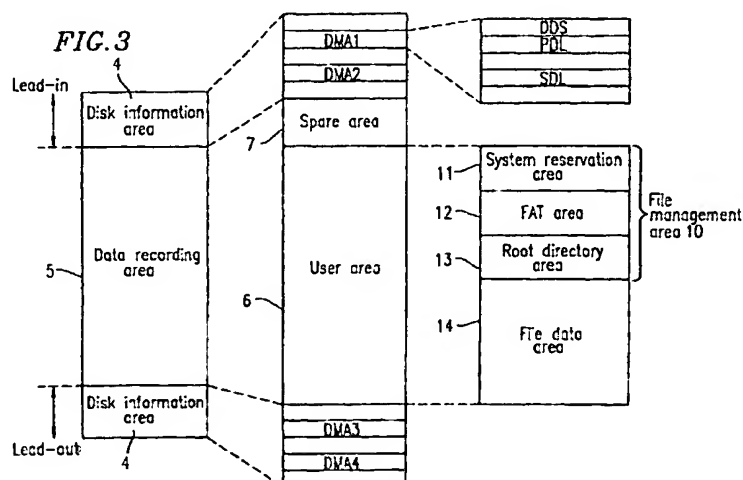 FIG. 3
Lead-in
4
Disk information
area
5
Data recording
area
Disk information
area
4
Lead-out
DMA1
DMA2
Spare area
7
User area
6
DMA3
DMA4
DDS
PDL
SDL
11
System reservation
area
12
FAT area
13
Root directory
area
14
File data
area
File
management
area 10